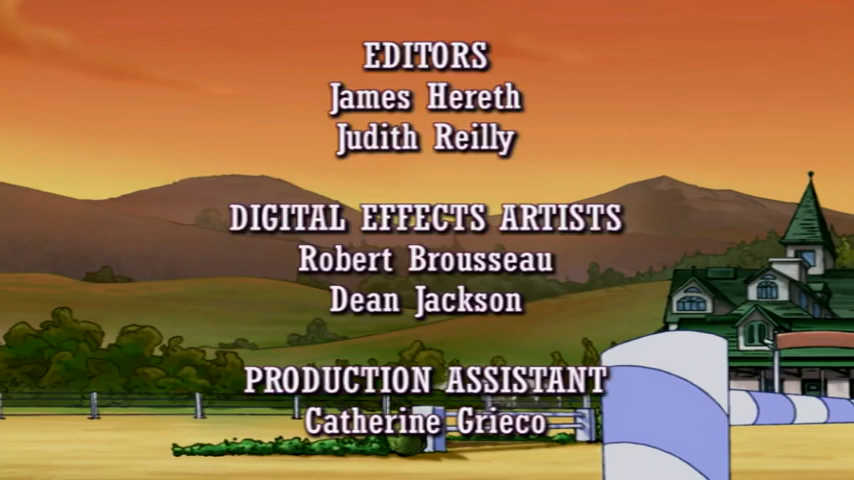 EDITORS
James Hereth
Judith Reilly
DIGITAL EFFECTS ARTISTS
Robert Brousseau
Dean Jackson
PRODUCTION ASSISTANT
Catherine Grieco